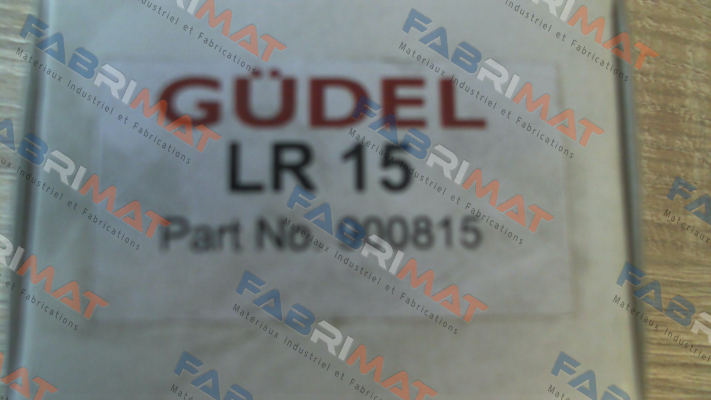 GÜDEL
LR 15
Part No. 900815
FABRIMAT
Materiaux Industriel et Fabrications